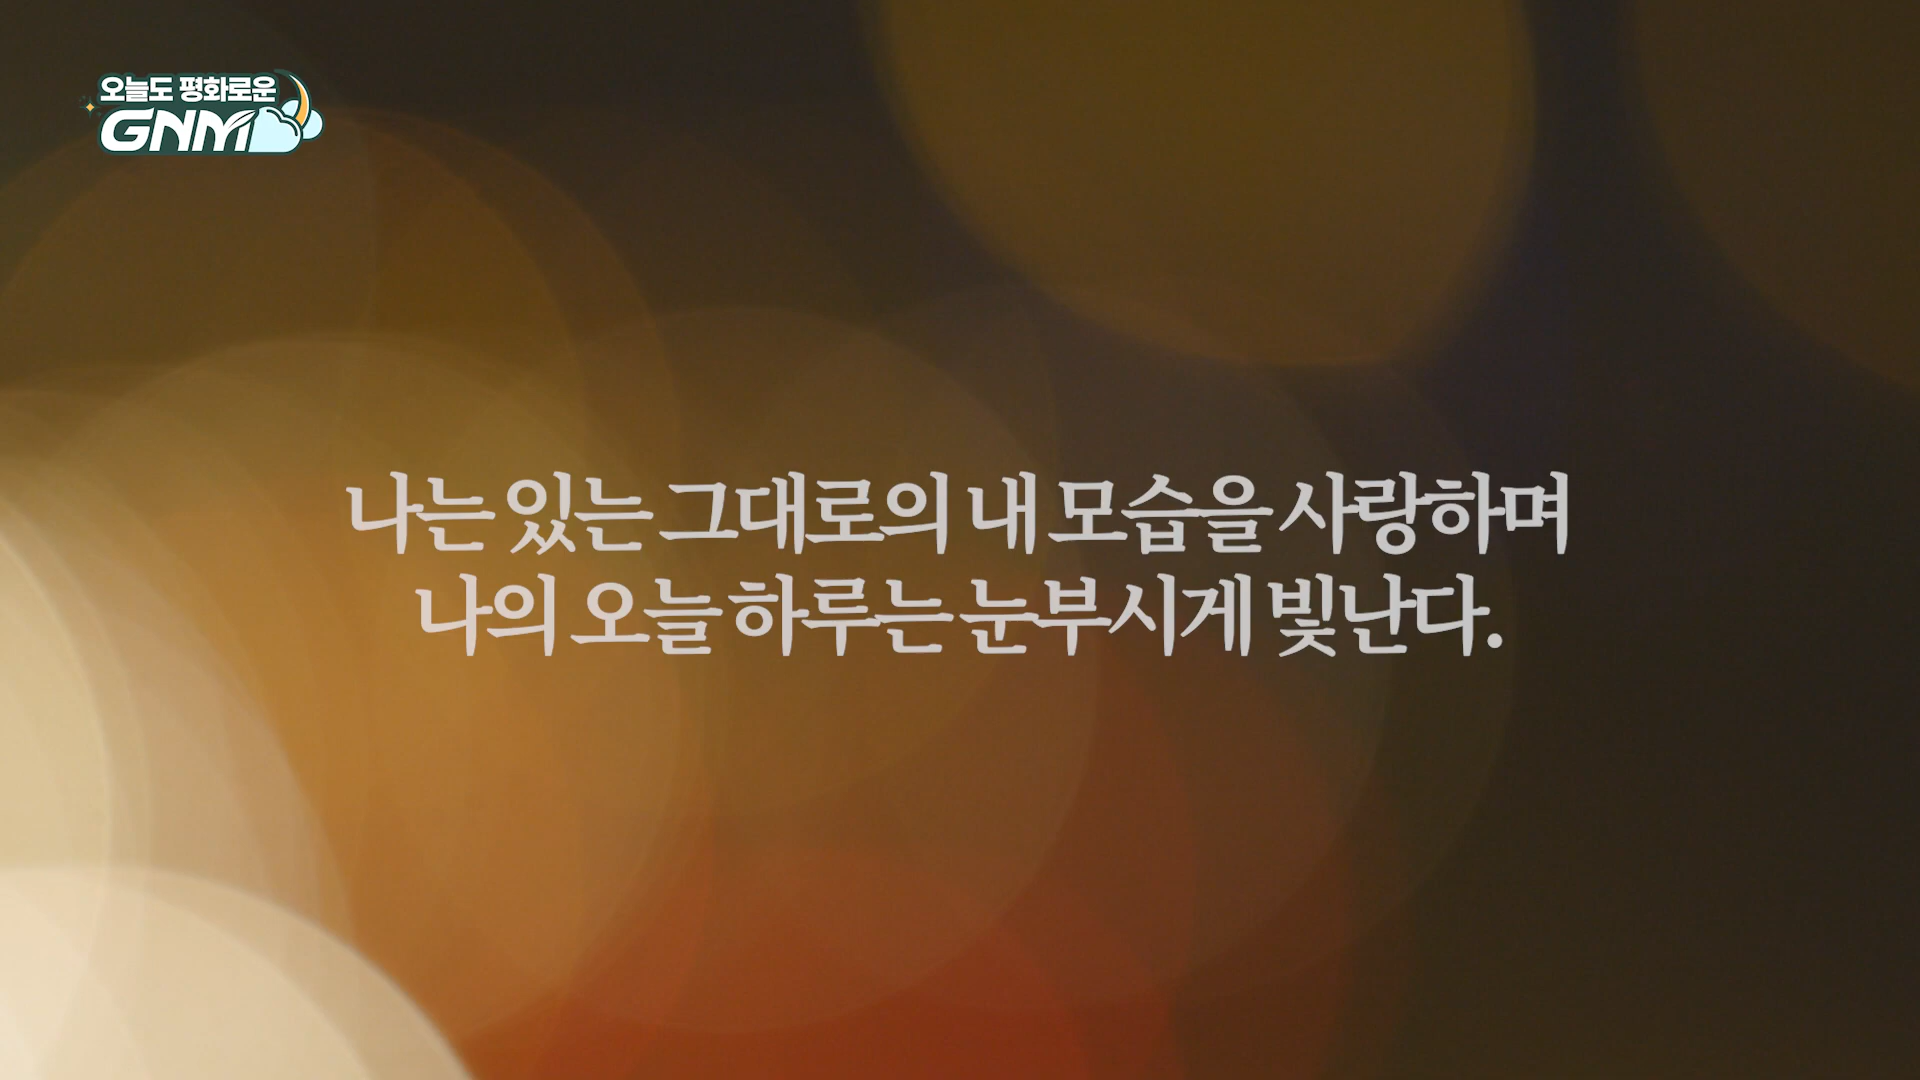 오늘도 평화로운
GNM
나는 있는 그대로의 내 모습을 사랑하며
나의 오늘 하루는 눈부시게 빛난다.